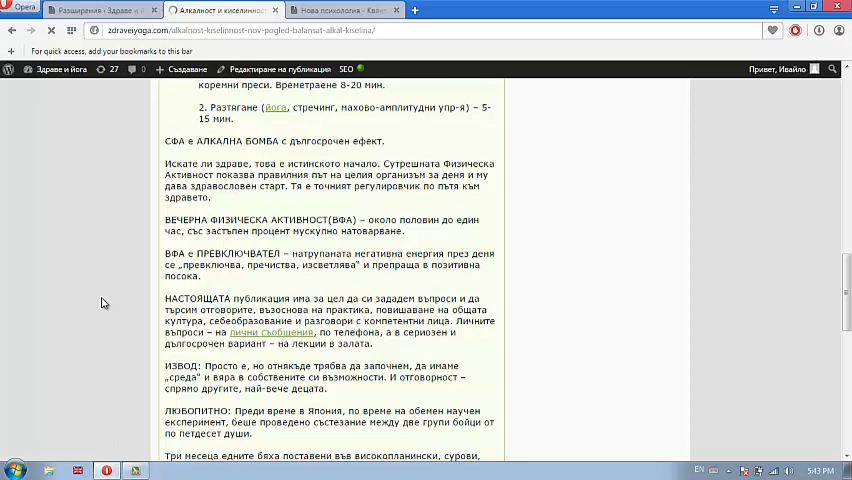 Opera
Разширения ‹ Здраве и й
Алкалност и киселинност
Нова психология - Квант
zdraveiyoga.com/alkalnost-kiselinnost-nov-pogled-balansat-alkal-kiselina/
For quick access, add your bookmarks to this bar
Здраве и йога
27
0
Създаване
Редактиране на публикация
SEO
Привет, Ивайло
коремни преси. Времетраене 8-20 мин.
2. Разтягане (йога, стречинг, махово-амплитудни упр-я) – 5-
15 мин.
СФА е АЛКАЛНА БОМБА с дългосрочен ефект.
Искате ли здраве, това е истинското начало. Сутрешната Физическа
Активност показва правилния път на целия организъм за деня и му
дава здравословен старт. Тя е точният регулировчик по пътя към
здравето.
ВЕЧЕРНА ФИЗИЧЕСКА АКТИВНОСТ(ВФА) – около половин до един
час, със застъпен процент мускулно натоварване.
ВФА е ПРЕВКЛЮЧВАТЕЛ – натрупаната негативна енергия през деня
се „превключва, пречиства, изсветлява“ и препраща в позитивна
посока.
НАСТОЯЩАТА публикация има за цел да си зададем въпроси и да
търсим отговорите, възоснова на практика, повишаване на общата
култура, себеобразование и разговори с компетентни лица. Личните
въпроси – на лични съобщения, по телефона, а в сериозен и
дългосрочен вариант – на лекции в залата.
ИЗВОД: Просто е, но отнякъде трябва да започнем, да имаме
„среда“ и вяра в собствените си възможности. И отговорност –
спрямо другите, най-вече децата.
ЛЮБОПИТНО: Преди време в Япония, по време на обемен научен
експеримент, беше проведено състезание между две групи бойци от
по петдесет души.
Три месеца едните бяха поставени във високопланински, сурови,
EN
5:43 PM